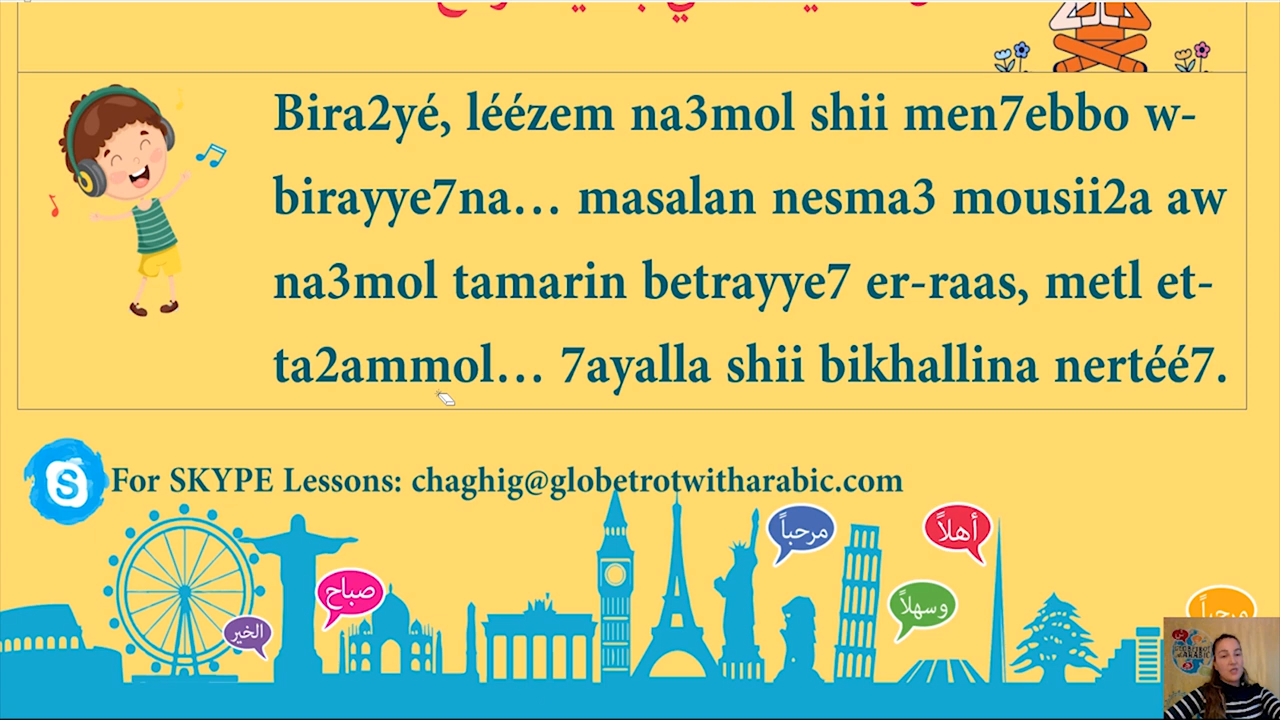 Bira2yé, léézem na3mol shii men7ebbo w-
birayye7na… masalan nesma3 mousii2a aw
na3mol tamarin betrayye7 er-raas, metl et-
ta2ammol… 7ayalla shii bikhallina nertéé7.
For SKYPE Lessons: chaghig@globetrotwitharabic.com
مرحباً
أهلاً
صباح
وسهلاً
الخير
مرحباً